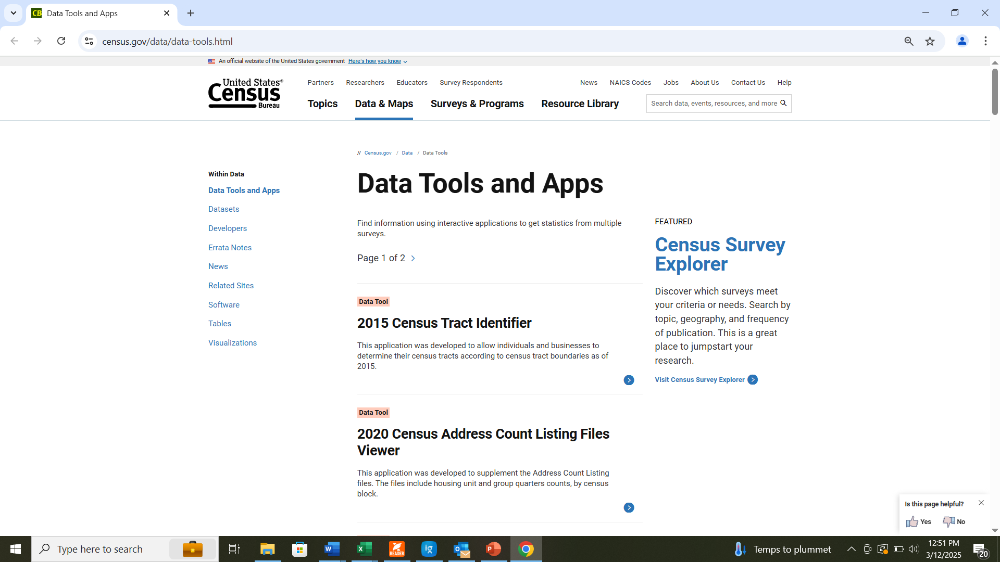 CB Data Tools and Apps
census.gov/data/data-tools.html
An official website of the United States government Here's how you know
United States®
Census
Bureau
Partners Researchers Educators Survey Respondents
News NAICS Codes Jobs About Us Contact Us Help
Topics Data & Maps Surveys & Programs Resource Library
Search data, events, resources, and more
// Census.gov / Data / Data Tools
Within Data
Data Tools and Apps
Datasets
Developers
Errata Notes
News
Related Sites
Software
Tables
Visualizations
Data Tools and Apps
Find information using interactive applications to get statistics from multiple
surveys.
Page 1 of 2
Data Tool
2015 Census Tract Identifier
This application was developed to allow individuals and businesses to
determine their census tracts according to census tract boundaries as of
2015.
Data Tool
2020 Census Address Count Listing Files
Viewer
This application was developed to supplement the Address Count Listing
files. The files include housing unit and group quarters counts, by census
block.
FEATURED
Census Survey
Explorer
Discover which surveys meet
your criteria or needs. Search by
topic, geography, and frequency
of publication. This is a great
place to jumpstart your
research.
Visit Census Survey Explorer
Is this page helpful?
Yes No
Type here to search
W
X
READER
ig
O
P
Temps to plummet
12:51 PM
3/12/2025
20